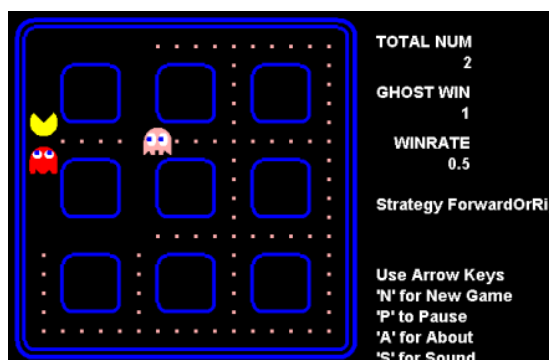 TOTAL NUM
2
GHOST WIN
1
WINRATE
0.5
Strategy ForwardOrRi
Use Arrow Keys
'N' for New Game
'P' to Pause
'A' for About
'S' for Sound